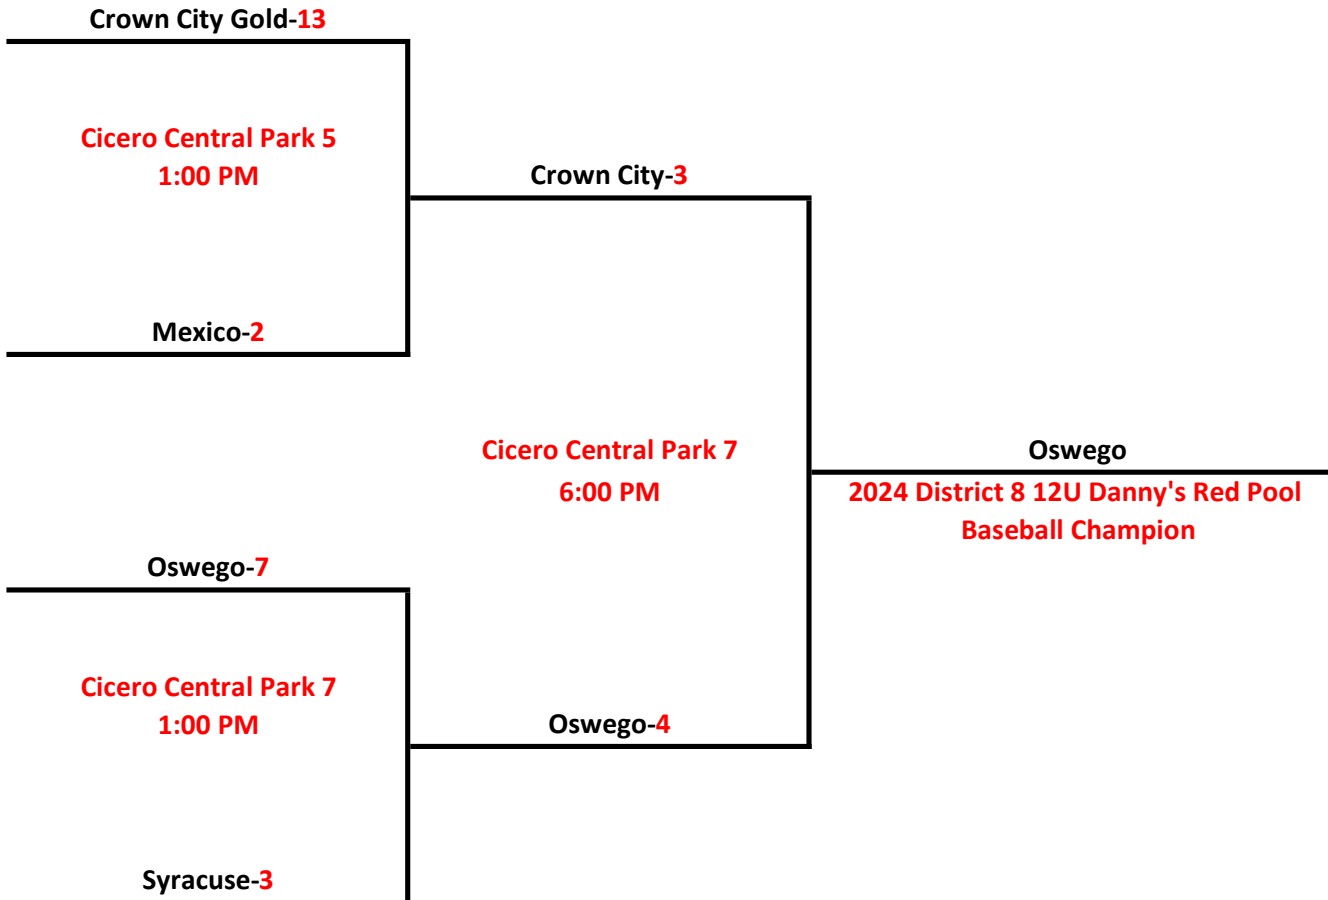 Crown City Gold-13
Cicero Central Park 5
1:00 PM
Crown City-3
Mexico-2
Cicero Central Park 7
6:00 PM
Oswego
2024 District 8 12U Danny's Red Pool
Baseball Champion
Oswego-7
Cicero Central Park 7
1:00 PM
Oswego-4
Syracuse-3